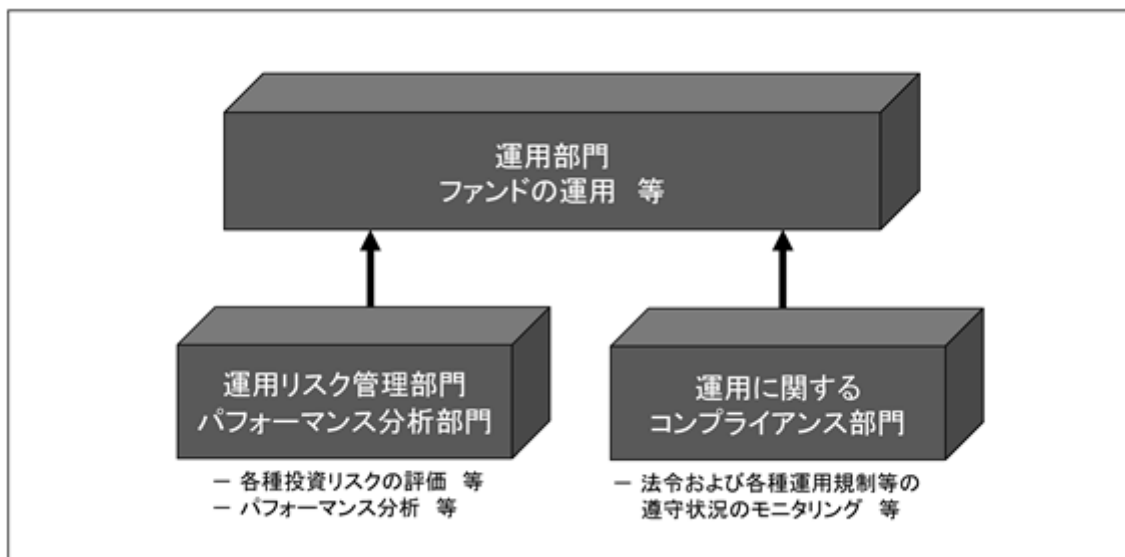 運用部門
ファンドの運用　等
運用リスク管理部門
パフォーマンス分析部門
運用に関する
コンプライアンス部門
－ 各種投資リスクの評価　等
－ パフォーマンス分析　等
－ 法令および各種運用規制等の
遵守状況のモニタリング　等